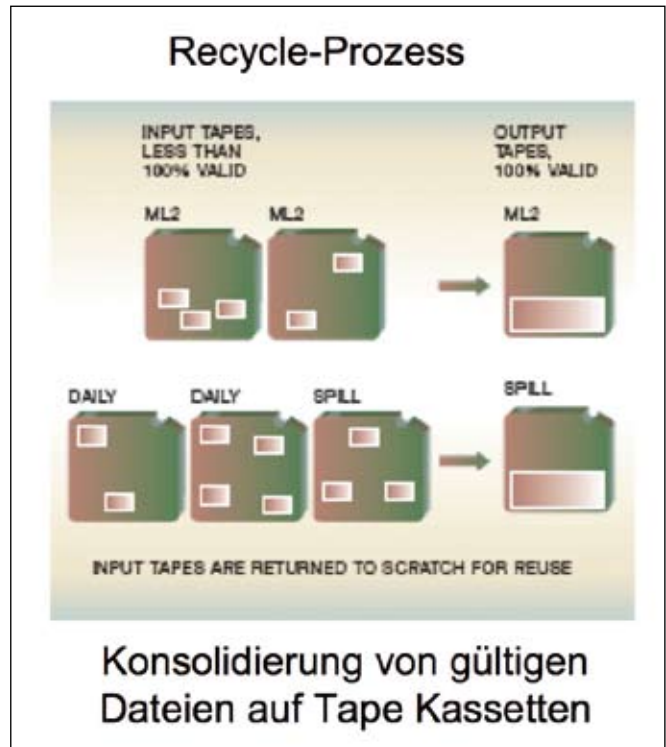 Recycle-Prozess
INPUT TAPES,
LESS THAN
100% VALID
OUTPUT
TAPES,
100% VALID
ML2
ML2
ML2
DAILY
DAILY
SPILL
SPILL
INPUT TAPES ARE RETURNED TO SCRATCH FOR REUSE
Konsolidierung von gültigen
Dateien auf Tape Kassetten